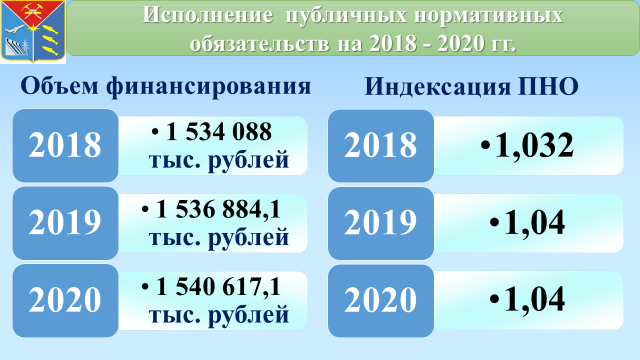 Исполнение публичных нормативных
обязательств на 2018 - 2020 гг.
Объем финансирования
2018
• 1 534 088
тыс. рублей
2019
• 1 536 884,1
тыс. рублей
2020
• 1 540 617,1
тыс. рублей
Индексация ПНО
2018
•1,032
2019
•1,04
2020
•1,04